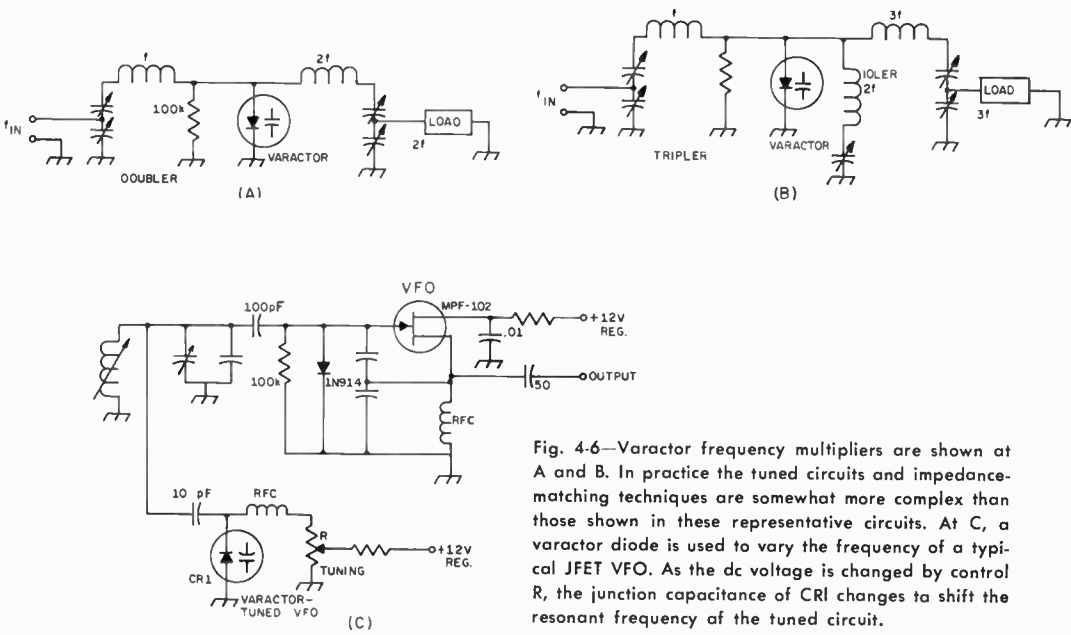 f
2f
100k
f IN
LOAD
2f
VARACTOR
DOUBLER
(A)
f
3f
IDLER
2f
f IN
LOAD
3f
TRIPLER
VARACTOR
(B)
VFO
MPF-102
100pF
+12V
REG.
.01
100k
1N914
50
OUTPUT
RFC
10 pF
RFC
R
+12V
REG.
TUNING
CR1
VARACTOR-
TUNED VFO
(C)
Fig. 4-6—Varactor frequency multipliers are shown at
A and B. In practice the tuned circuits and impedance-
matching techniques are somewhat more complex than
those shown in these representative circuits. At C, a
varactor diode is used to vary the frequency of a typi-
cal JFET VFO. As the dc voltage is changed by control
R, the junction capacitance of CRl changes ta shift the
resonant frequency af the tuned circuit.